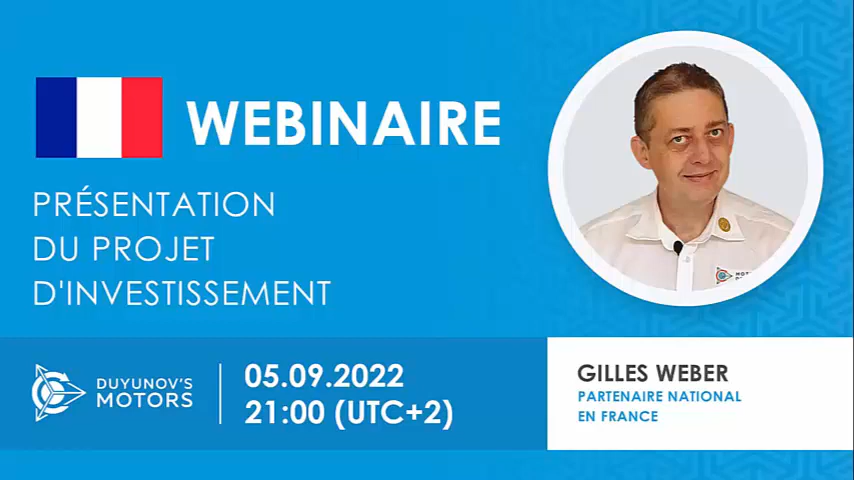 WEBINAIRE
PRÉSENTATION
DU PROJET
D'INVESTISSEMENT
DUYUNOV'S
MOTORS
05.09.2022
21:00 (UTC+2)
GILLES WEBER
PARTENAIRE NATIONAL
EN FRANCE